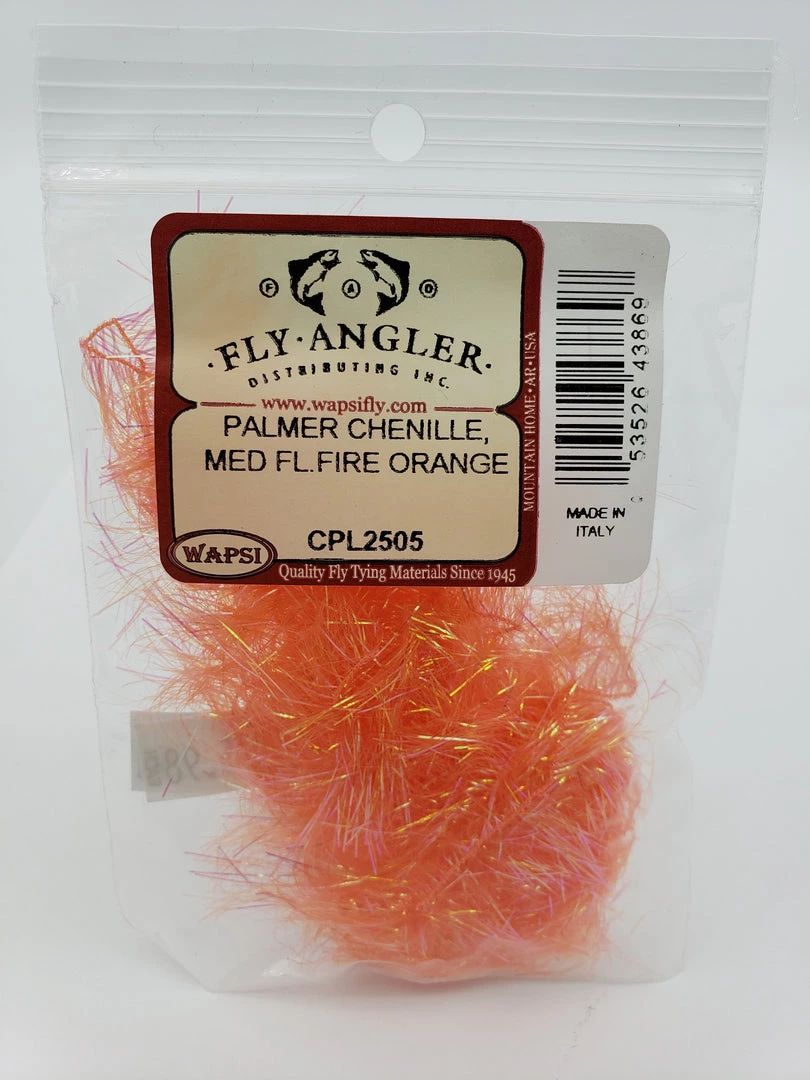 F A D
·FLY·ANGLER·
DISTRIBUTING INC.
www.wapsifly.com
PALMER CHENILLE,
MED FL.FIRE ORANGE
CPL2505
WAPSI
Quality Fly Tying Materials Since 1945
MOUNTAIN HOME•AR•USA
53526 43869
MADE IN
ITALY